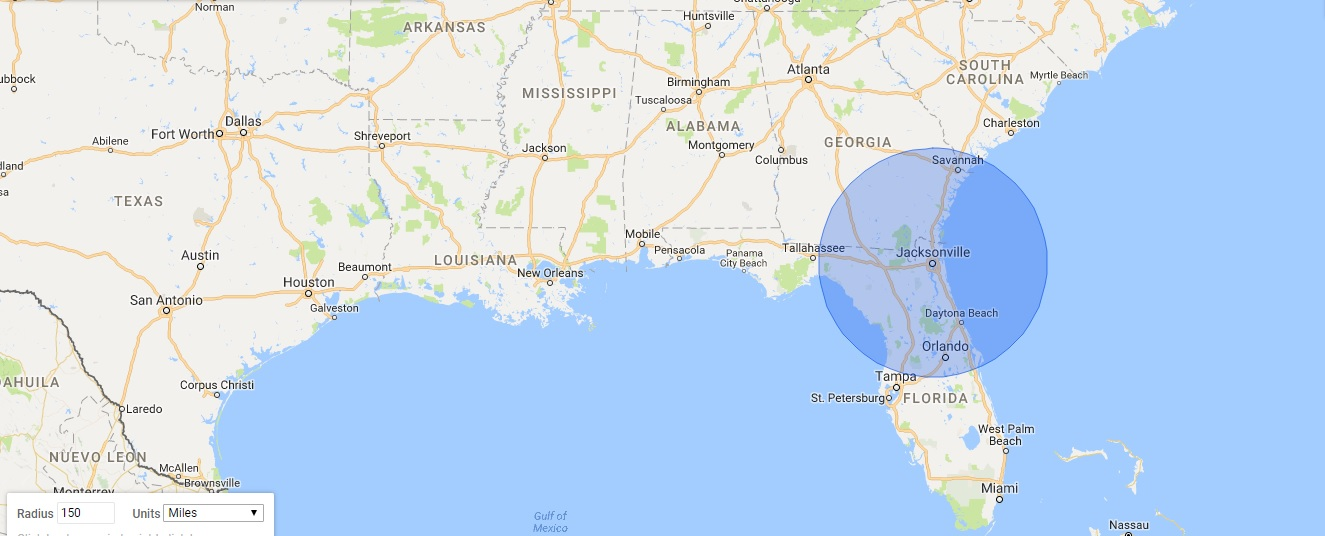 Norman
ARKANSAS
Huntsville
SOUTH
CAROLINA
Myrtle Beach
Atlanta
Birmingham
MISSISSIPPI
Tuscaloosa
Charleston
Dallas
Fort Worth
ALABAMA
Abilene
Shreveport
Jackson
Montgomery
Columbus
GEORGIA
Savannah
TEXAS
Mobile
Pensacola
Panama
City Beach
Tallahassee
Jacksonville
Austin
Beaumont
LOUISIANA
New Orleans
Houston
San Antonio
Galveston
Daytona Beach
Orlando
Tampa
St. Petersburg
FLORIDA
Corpus Christi
Laredo
West Palm
Beach
NUEVO LEON
McAllen
Brownsville
Monterrey
Miami
Gulf of
Mexico
Nassau
Radius 150 Units Miles